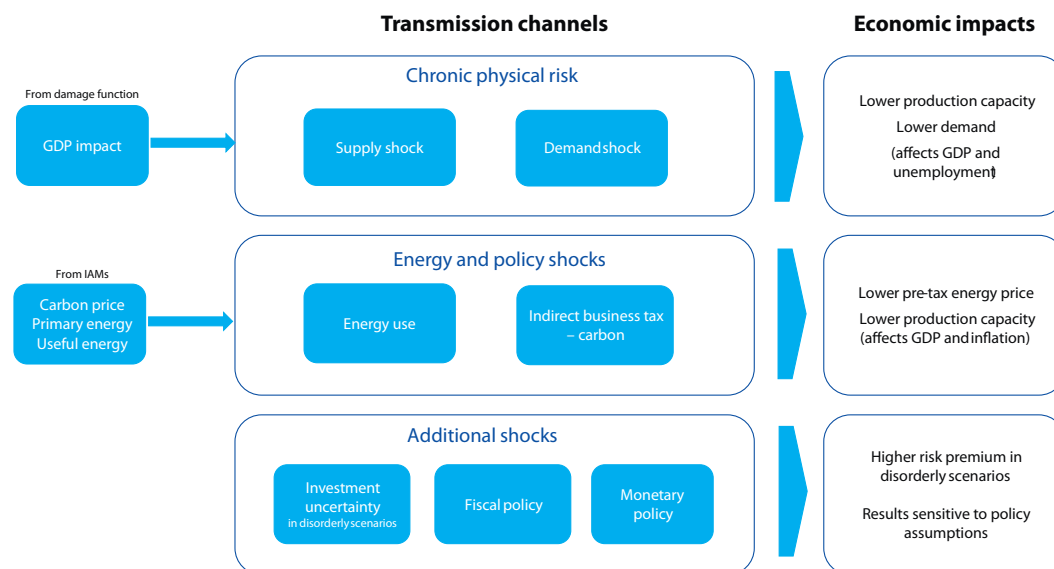 Transmission channels
Economic impacts
Chronic physical risk
From damage function
GDP impact
Supply shock
Demand shock
Lower production capacity
Lower demand
(affects GDP and
unemployment)
Energy and policy shocks
From IAMs
Carbon price
Primary energy
Useful energy
Energy use
Indirect business tax
– carbon
Lower pre-tax energy price
Lower production capacity
(affects GDP and inflation)
Additional shocks
Investment
uncertainty
in disorderly scenarios
Fiscal policy
Monetary
policy
Higher risk premium in
disorderly scenarios
Results sensitive to policy
assumptions